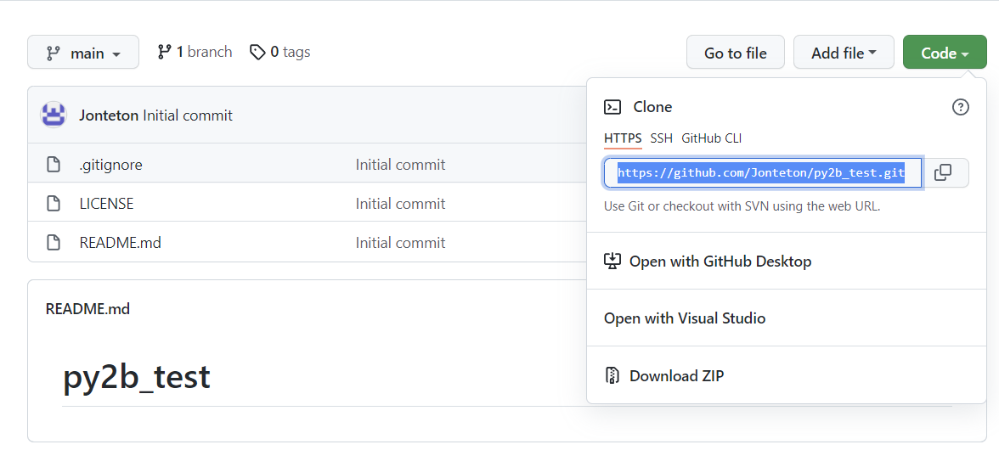 main 1 branch 0 tags Go to file Add file Code
Jonteton Initial commit
.gitignore Initial commit
LICENSE Initial commit
README.md Initial commit
README.md
py2b_test
Clone
HTTPS SSH GitHub CLI
https://github.com/Jonteton/py2b_test.git
Use Git or checkout with SVN using the web URL.
Open with GitHub Desktop
Open with Visual Studio
Download ZIP